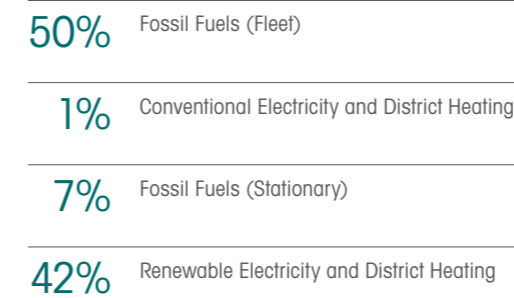 50% Fossil Fuels (Fleet)
1% Conventional Electricity and District Heating
7% Fossil Fuels (Stationary)
42% Renewable Electricity and District Heating